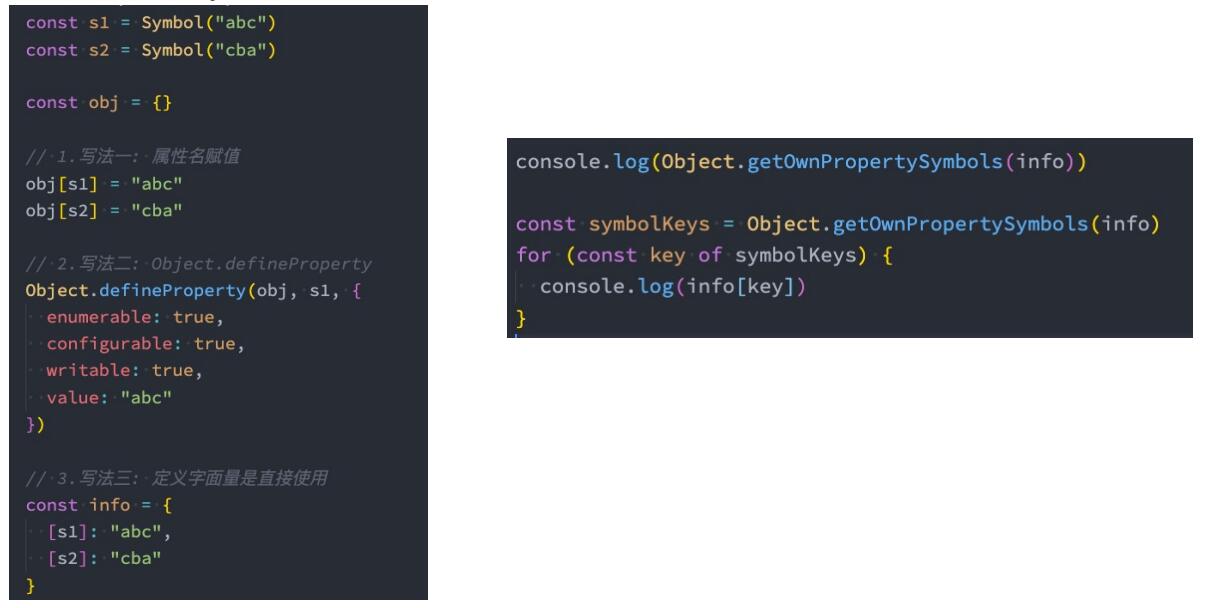 const s1 = Symbol("abc")
const s2 = Symbol("cba")
const obj = {}
// 1.写法一: 属性名赋值
obj[s1] = "abc"
obj[s2] = "cba"
// 2.写法二: Object.defineProperty
Object.defineProperty(obj, s1, {
  enumerable: true,
  configurable: true,
  writable: true,
  value: "abc"
})
// 3.写法三: 定义字面量是直接使用
const info = {
  [s1]: "abc",
  [s2]: "cba"
}
console.log(Object.getOwnPropertySymbols(info))
const symbolKeys = Object.getOwnPropertySymbols(info)
for (const key of symbolKeys) {
  console.log(info[key])
}